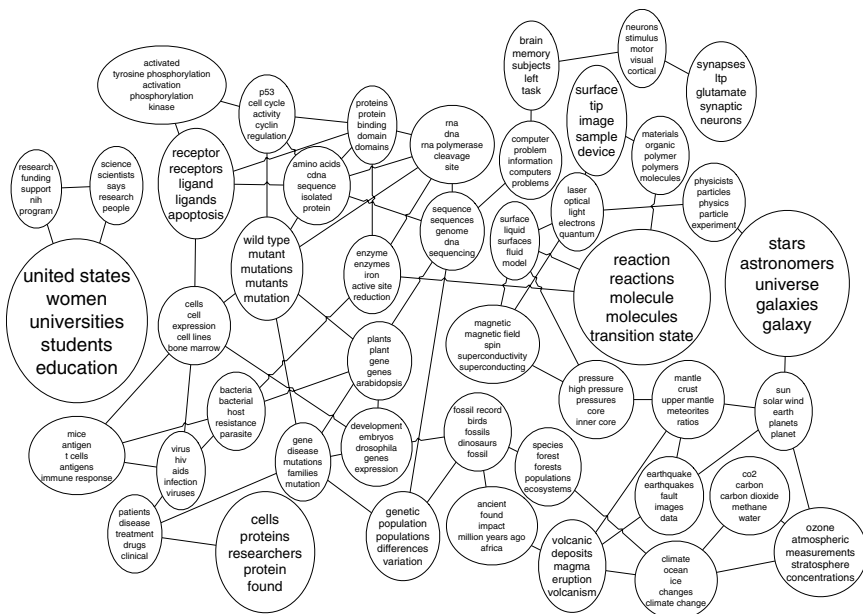 activated
tyrosine phosphorylation
activation
phosphorylation
kinase
p53
cell cycle
activity
cyclin
regulation
proteins
protein
binding
domain
domains
rna
dna
rna polymerase
cleavage
site
brain
memory
subjects
left
task
neurons
stimulus
motor
visual
cortical
synapses
ltp
glutamate
synaptic
neurons
surface
tip
image
sample
device
materials
organic
polymer
polymers
molecules
computer
problem
information
computers
problems
research
funding
support
nih
program
science
scientists
says
research
people
receptor
receptors
ligand
ligands
apoptosis
amino acids
cdna
sequence
isolated
protein
sequence
sequences
genome
dna
sequencing
surface
liquid
surfaces
fluid
model
laser
optical
light
electrons
quantum
physicists
particles
physics
particle
experiment
united states
women
universities
students
education
wild type
mutant
mutations
mutants
mutation
enzyme
enzymes
iron
active site
reduction
reaction
reactions
molecule
molecules
transition state
stars
astronomers
universe
galaxies
galaxy
cells
cell
expression
cell lines
bone marrow
plants
plant
gene
genes
arabidopsis
magnetic
magnetic field
spin
superconductivity
superconducting
pressure
high pressure
pressures
core
inner core
mantle
crust
upper mantle
meteorites
ratios
sun
solar wind
earth
planets
planet
bacteria
bacterial
host
resistance
parasite
mice
antigen
t cells
antigens
immune response
virus
hiv
aids
infection
viruses
gene
disease
mutations
families
mutation
development
embryos
drosophila
genes
expression
fossil record
birds
fossils
dinosaurs
fossil
species
forest
forests
populations
ecosystems
earthquake
earthquakes
fault
images
data
co2
carbon
carbon dioxide
methane
water
patients
disease
treatment
drugs
clinical
cells
proteins
researchers
protein
found
genetic
population
populations
differences
variation
ancient
found
impact
million years ago
africa
volcanic
deposits
magma
eruption
volcanism
climate
ocean
ice
changes
climate change
ozone
atmospheric
measurements
stratosphere
concentrations